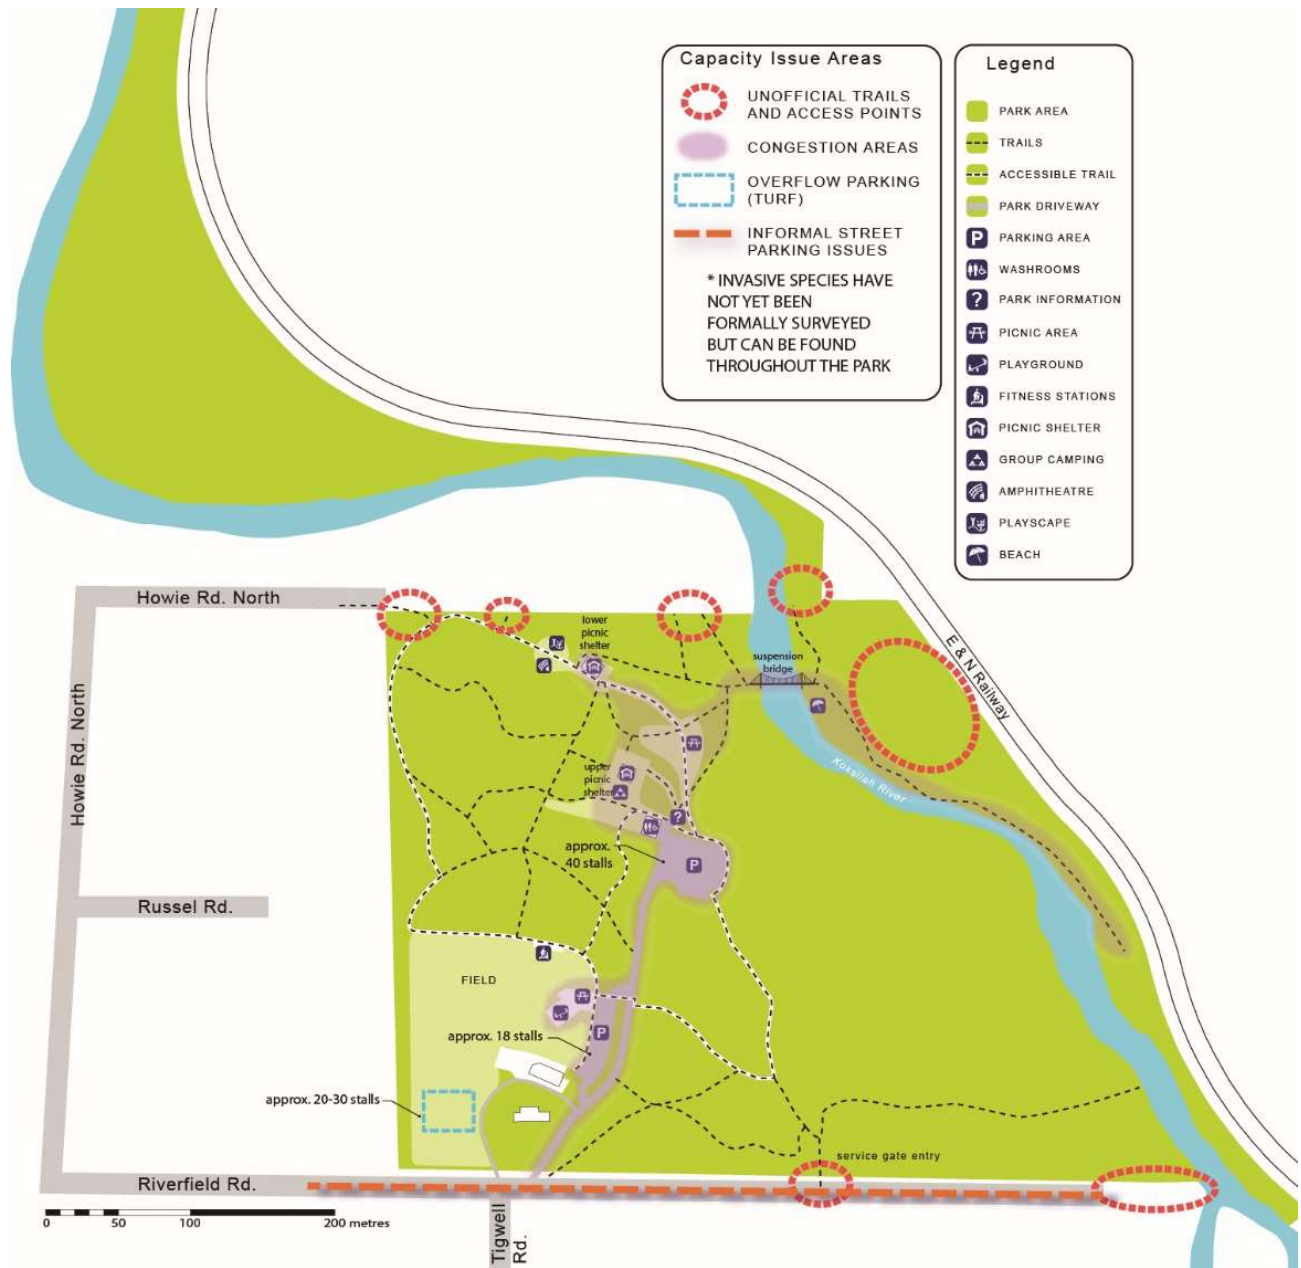 Capacity Issue Areas
UNOFFICIAL TRAILS
AND ACCESS POINTS
CONGESTION AREAS
OVERFLOW PARKING
(TURF)
INFORMAL STREET
PARKING ISSUES
* INVASIVE SPECIES HAVE
NOT YET BEEN
FORMALLY SURVEYED
BUT CAN BE FOUND
THROUGHOUT THE PARK
Legend
PARK AREA
TRAILS
ACCESSIBLE TRAIL
PARK DRIVEWAY
P PARKING AREA
WASHROOMS
? PARK INFORMATION
PICNIC AREA
PLAYGROUND
FITNESS STATIONS
PICNIC SHELTER
GROUP CAMPING
AMPHITHEATRE
PLAYSCAPE
BEACH
Howie Rd. North
lower
picnic
shelter
suspension
bridge
E & N Railway
Howie Rd. North
upper
picnic
shelter
Koksilah River
?
approx.
40 stalls
P
Russel Rd.
FIELD
approx. 18 stalls
P
approx. 20-30 stalls
service gate entry
Riverfield Rd.
Tigwell
Rd.
0 50 100 200 metres